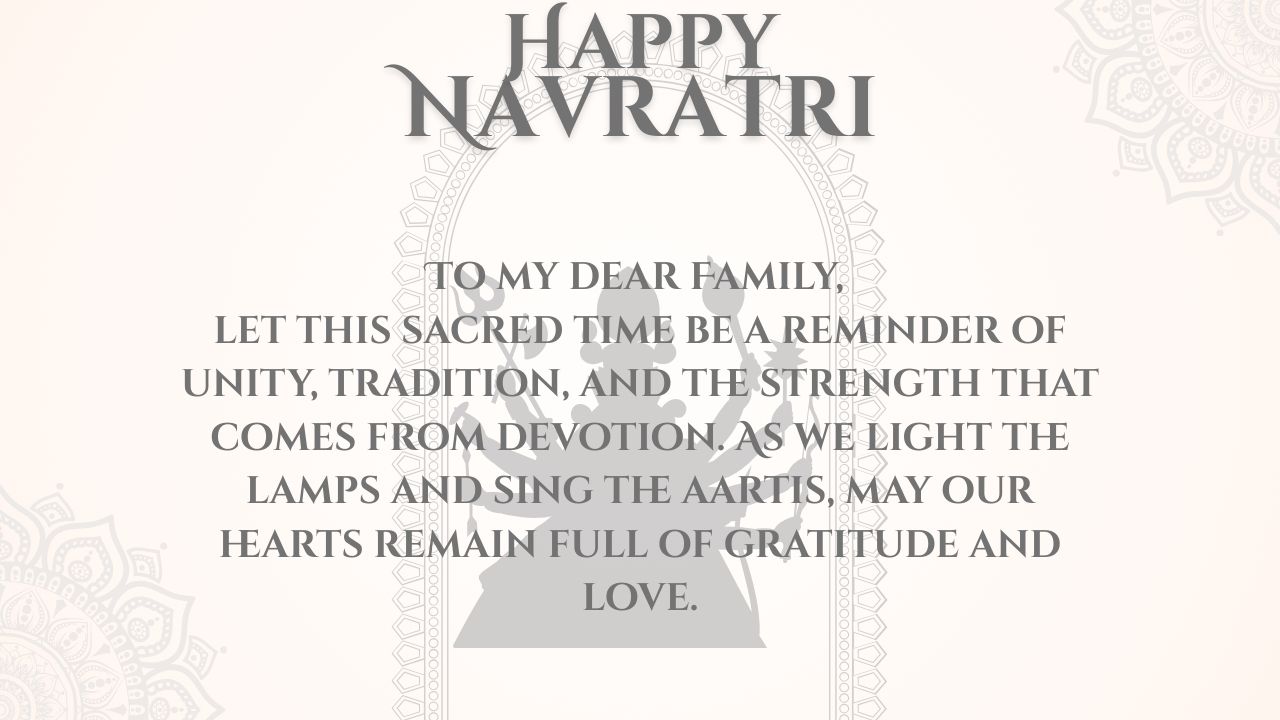 Happy
Navratri
To my dear family,
Let this sacred time be a reminder of
unity, tradition, and the strength that
comes from devotion. As we light the
lamps and sing the aartis, may our
hearts remain full of gratitude and
love.